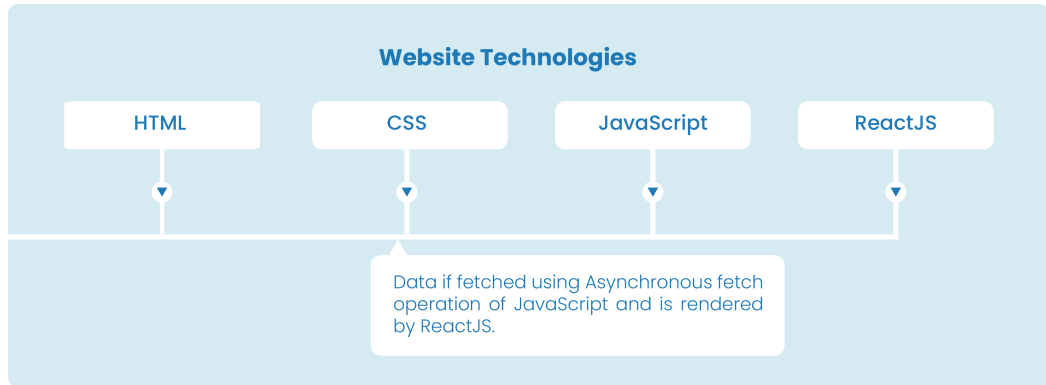 Website Technologies
HTML
CSS
JavaScript
ReactJS
Data if fetched using Asynchronous fetch
operation of JavaScript and is rendered
by ReactJS.